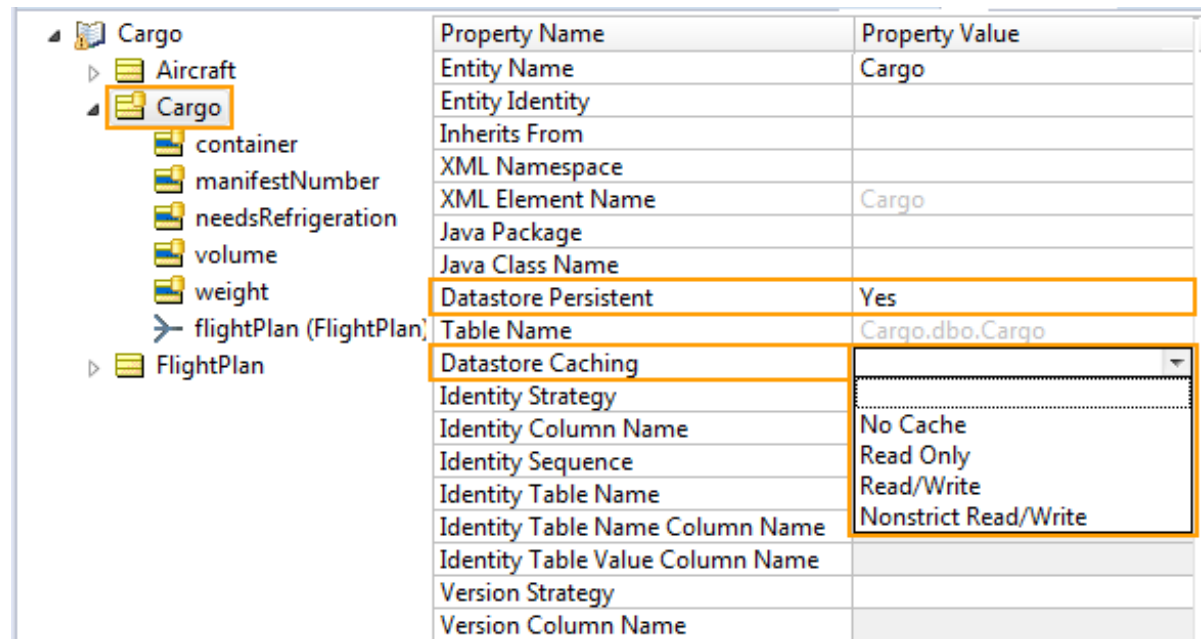 Cargo
Aircraft
Cargo
container
manifestNumber
needsRefrigeration
volume
weight
flightPlan (FlightPlan)
FlightPlan
Property Name Property Value
Entity Name Cargo
Entity Identity
Inherits From
XML Namespace
XML Element Name Cargo
Java Package
Java Class Name
Datastore Persistent Yes
Table Name Cargo.dbo.Cargo
Datastore Caching
Identity Strategy
Identity Column Name
Identity Sequence
Identity Table Name
Identity Table Name Column Name
Identity Table Value Column Name
Version Strategy
Version Column Name
No Cache
Read Only
Read/Write
Nonstrict Read/Write